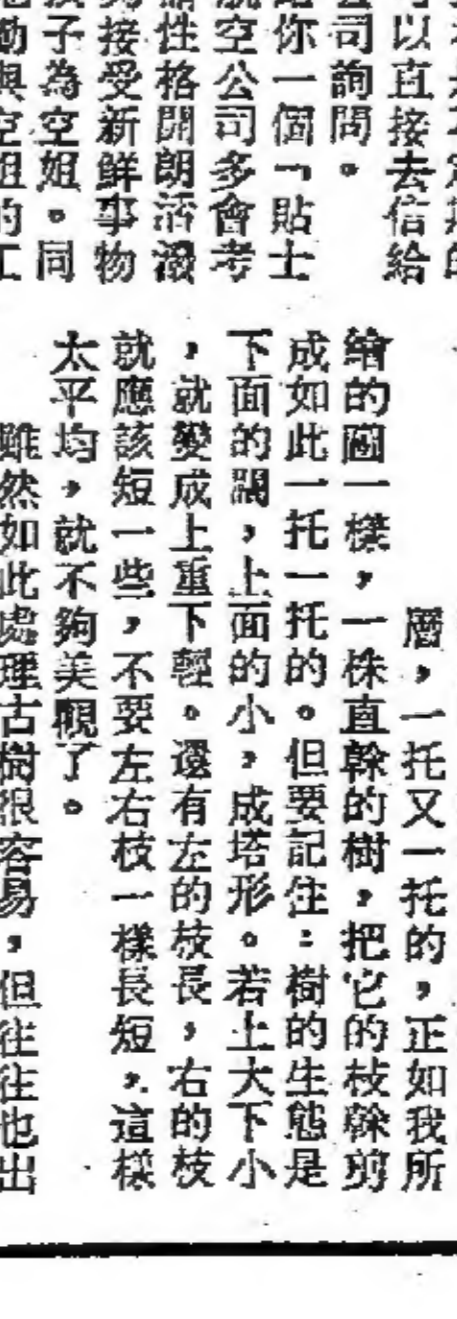 以直接去信給
司詢問。
你一個「貼士
空公司多會考
性格開朗活潑
接受新鮮事物
子為空姐。同
與空姐的工
層，一托又一托的，正如我所
繪的圖一樣，一株直幹的樹，把它的枝幹剪
成如此一托一托的。但要記住：樹的生態是
下面的濶，上面的小，成塔形。若上大下小
，就變成上重下輕。還有左的枝長，右的枝
就應該短一些，不要左右枝一樣長短，這樣
太平均，就不夠美觀了。
雖然如此處理古樹很容易，但往往也出